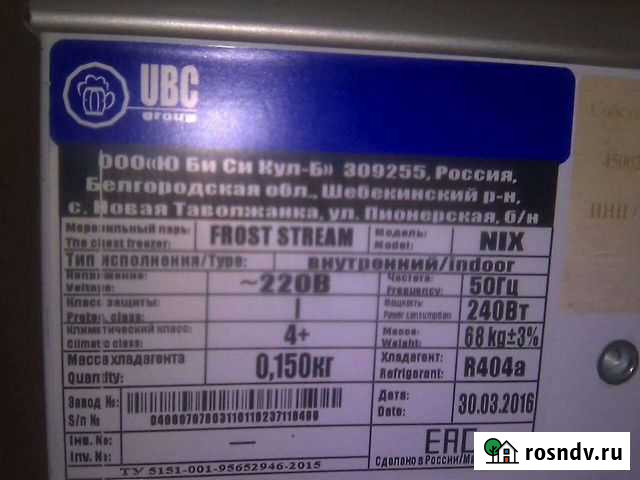 UBC
group
ООО«Ю Би Си Кул-Б» 309255, Россия,
Белгородская обл., Шебекинский р-н,
с. Новая Таволжанка, ул. Пионерская, б/н
Морозильный ларь:
The chest freezer:
FROST STREAM
Модель:
Model:
NIX
Тип исполнения/Type:
внутренний/indoor
Напряжение:
Voltage:
~220В
Частота:
Frequency:
50Гц
Класс защиты:
Protec. class:
I
Мощность:
Power consumption:
240Вт
Климатический класс:
Climatic class:
4+
Масса:
Weight:
68 kg±3%
Масса хладагента
Quantity:
0,150кг
Хладагент:
Refrigerant:
R404a
Завод №:
S/n №
Дата:
Date:
30.03.2016
Инв. №:
Inv. №:
—
EAC
Сделано в России/
ТУ 5151-001-95652946-2015
rosndv.ru